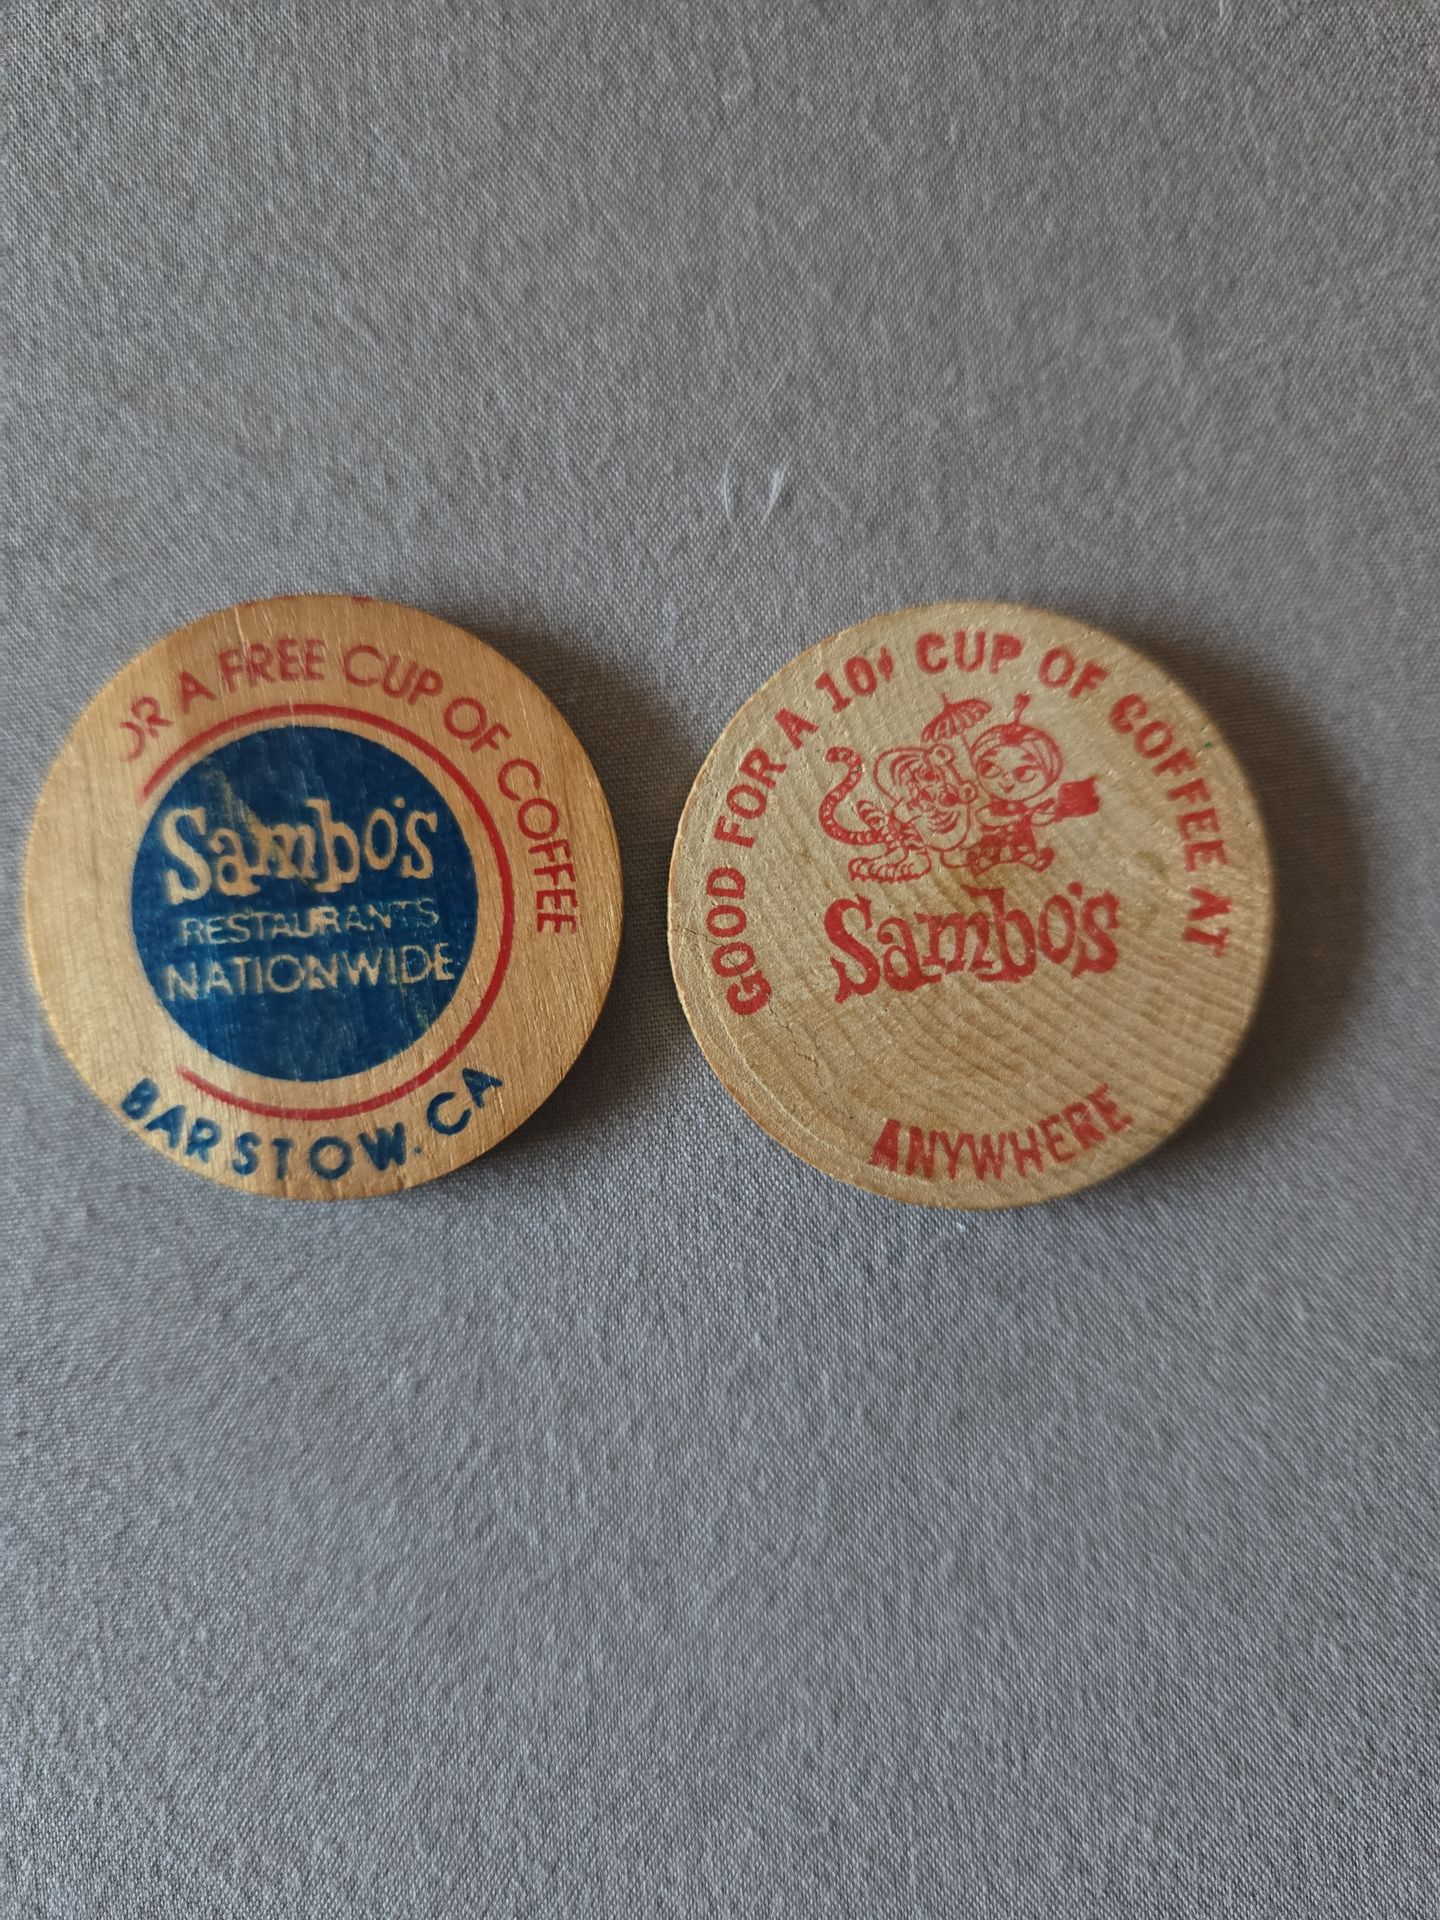 OR A FREE CUP OF COFFEE
Sambo's
RESTAURANTS
NATIONWIDE
BARSTOW, CA
GOOD FOR A 10¢ CUP OF COFFEE AT
Sambo's
ANYWHERE